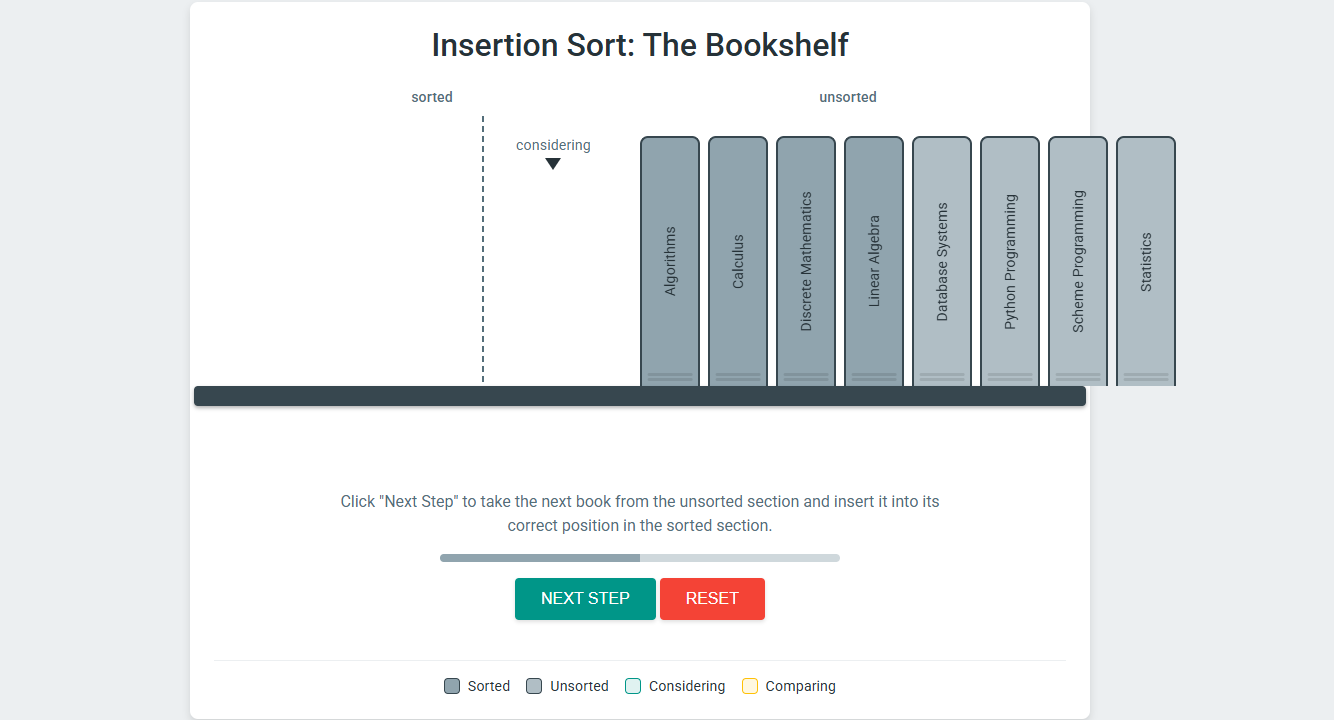 Insertion Sort: The Bookshelf
sorted
unsorted
considering
Algorithms
Calculus
Discrete Mathematics
Linear Algebra
Database Systems
Python Programming
Scheme Programming
Statistics
Click "Next Step" to take the next book from the unsorted section and insert it into its
correct position in the sorted section.
NEXT STEP
RESET
Sorted
Unsorted
Considering
Comparing